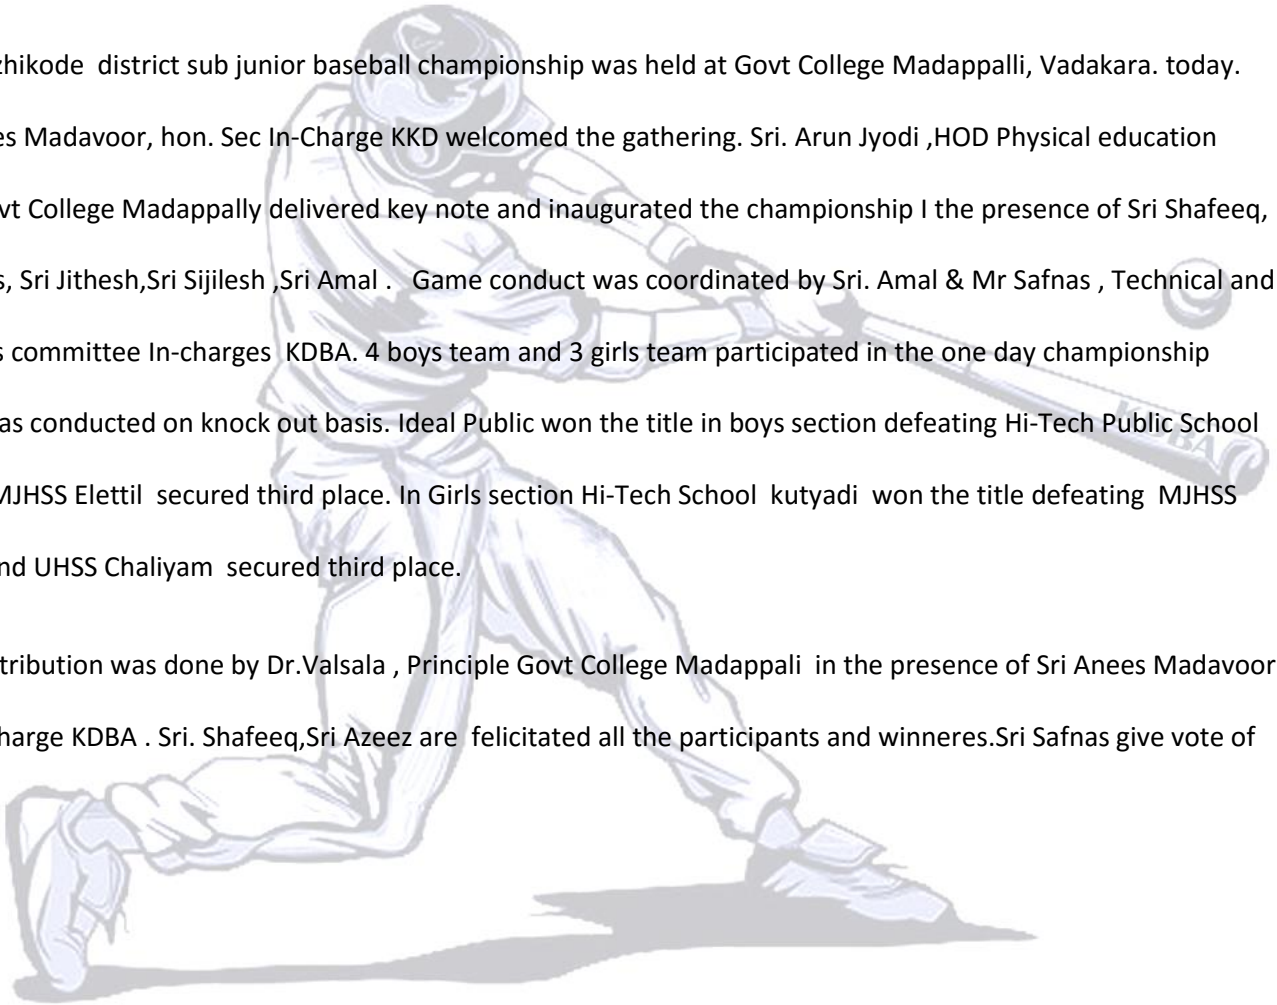 zhikode district sub junior baseball championship was held at Govt College Madappalli, Vadakara. today.
es Madavoor, hon. Sec In-Charge KKD welcomed the gathering. Sri. Arun Jyodi ,HOD Physical education
vt College Madappally delivered key note and inaugurated the championship I the presence of Sri Shafeeq,
s, Sri Jithesh,Sri Sijilesh ,Sri Amal . Game conduct was coordinated by Sri. Amal & Mr Safnas , Technical and
s committee In-charges KDBA. 4 boys team and 3 girls team participated in the one day championship
as conducted on knock out basis. Ideal Public won the title in boys section defeating Hi-Tech Public School
KDBA
MJHSS Elettil secured third place. In Girls section Hi-Tech School kutyadi won the title defeating MJHSS
nd UHSS Chaliyam secured third place.
tribution was done by Dr.Valsala , Principle Govt College Madappali in the presence of Sri Anees Madavoor
harge KDBA . Sri. Shafeeq,Sri Azeez are felicitated all the participants and winneres.Sri Safnas give vote of